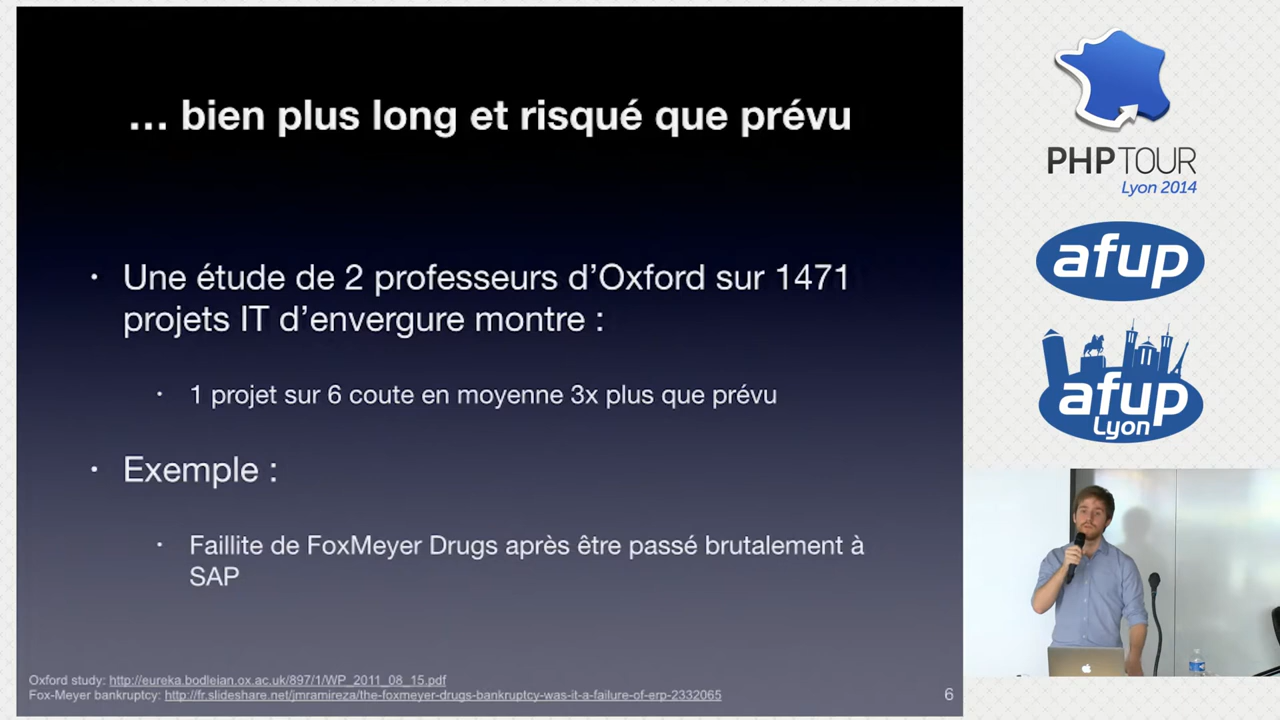 … bien plus long et risqué que prévu
• Une étude de 2 professeurs d’Oxford sur 1471
projets IT d’envergure montre :
• 1 projet sur 6 coute en moyenne 3x plus que prévu
• Exemple :
• Faillite de FoxMeyer Drugs après être passé brutalement à
SAP
Oxford study: http://eureka.bodleian.ox.ac.uk/897/1/WP_2011_08_15.pdf
Fox-Meyer bankruptcy: http://fr.slideshare.net/jmramireza/the-foxmeyer-drugs-bankruptcy-was-it-a-failure-of-erp-2332065
6
PHP TOUR
Lyon 2014
afup
afup
Lyon